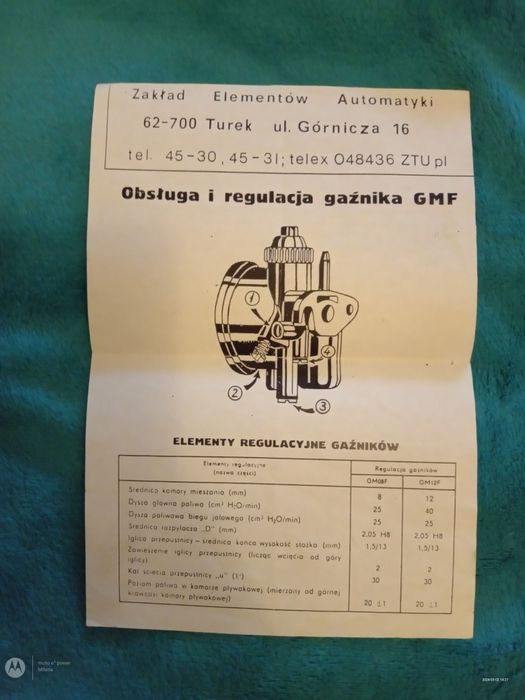 Zakład Elementów Automatyki
62-700 Turek ul. Górnicza 16
tel. 45-30, 45-31; telex 048436 ZTU pl
Obsługa i regulacja gaźnika GMF
1
4
2
3
ELEMENTY REGULACYJNE GAŹNIKÓW
Elementy regulacyjne (nazwa części) Regulacja gaźników
GM08F GM12F
Średnica komory mieszania (mm) 8 12
Dysza główna paliwa (cm³ H₂O/min) 25 40
Dysza paliwowa biegu jałowego (cm³ H₂O/min) 25 25
Średnica rozpylacza „D" (mm) 2,05 H8 2,05 H8
Iglica przepustnicy – średnica końca wysokość stożka (mm) 1,5/13 1,5/13
Zawieszenie iglicy przepustnicy (licząc wcięcia od góry
iglicy) 2 2
Kąt ścięcia przepustnicy „α" (1°) 30 30
Poziom paliwa w komorze pływakowej (mierzony od górnej
krawędzi komory pływakowej) 20 ±1 20 ±1
moto e⁷ power